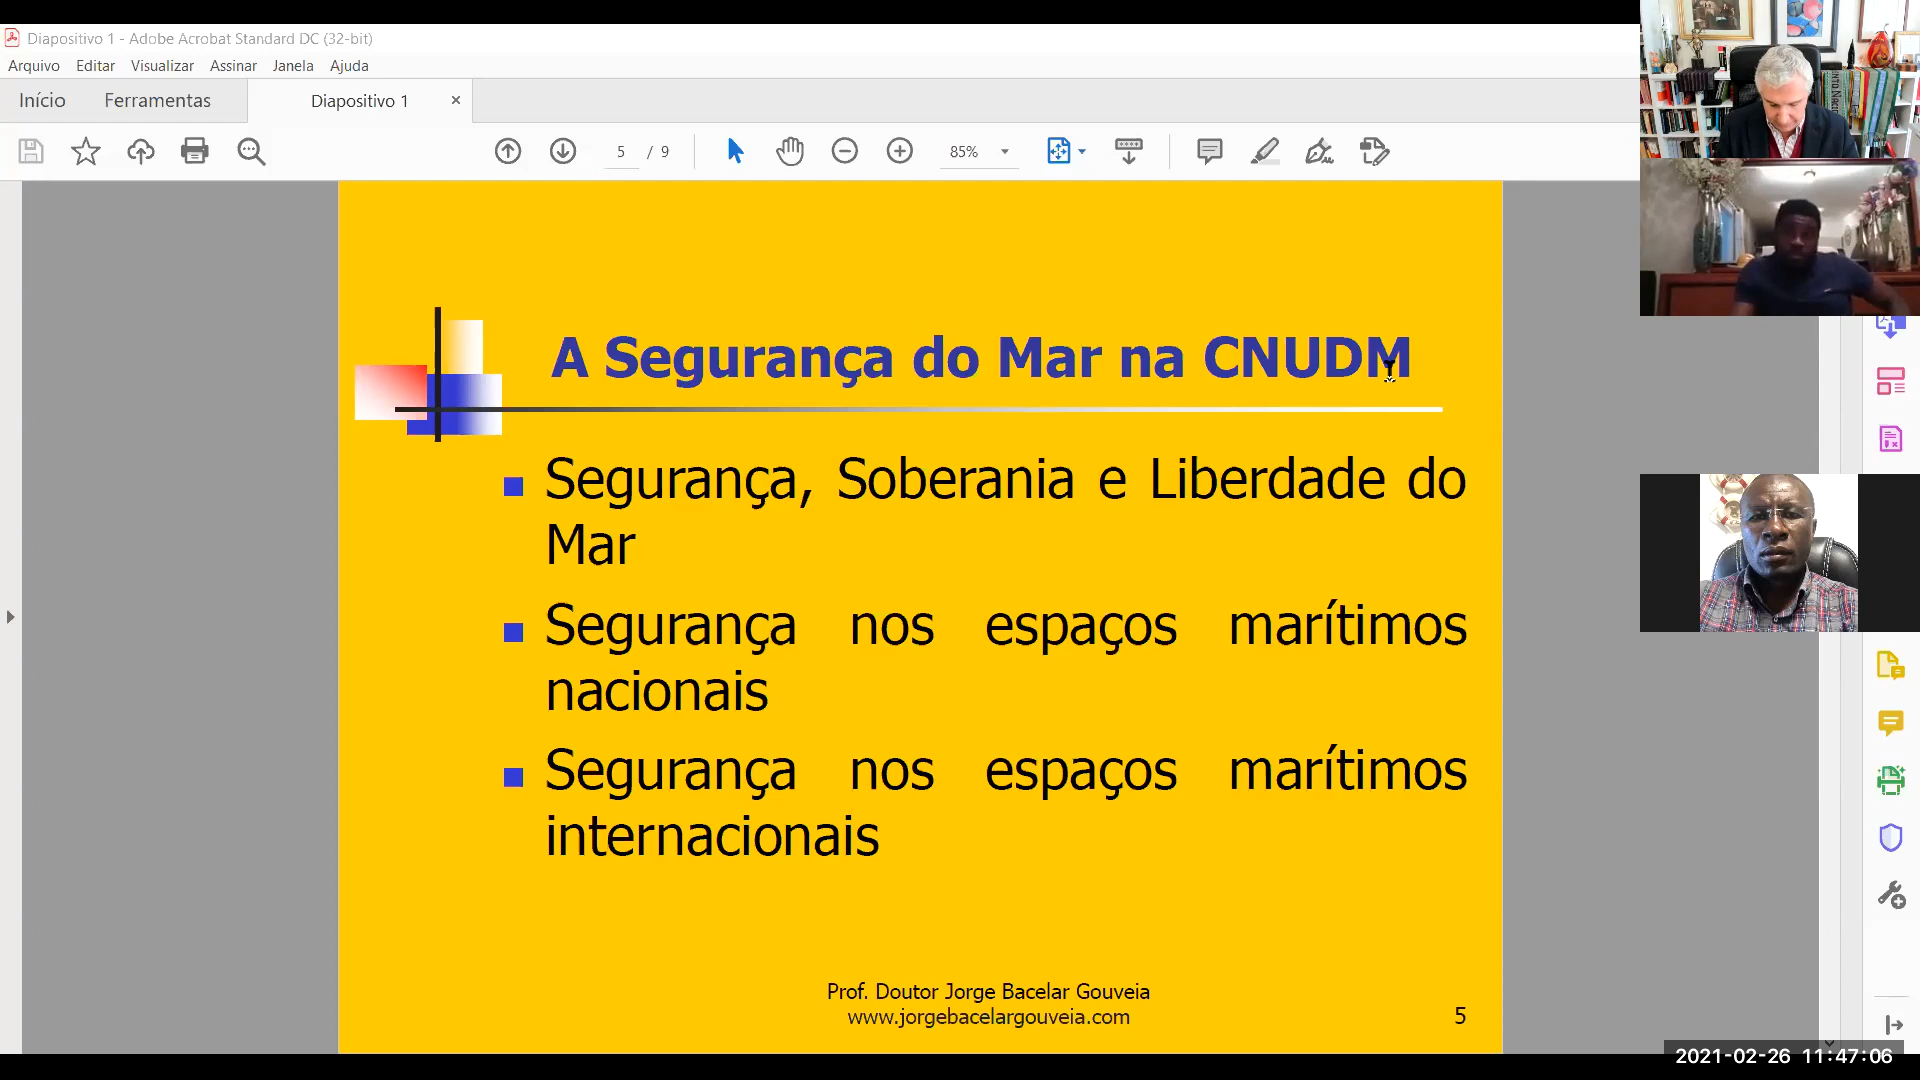 Diapositivo 1 - Adobe Acrobat Standard DC (32-bit)
Arquivo Editar Visualizar Assinar Janela Ajuda
Início Ferramentas Diapositivo 1 ×
5 / 9 85%
A Segurança do Mar na CNUDM
Segurança, Soberania e Liberdade do
Mar
Segurança nos espaços marítimos
nacionais
Segurança nos espaços marítimos
internacionais
Prof. Doutor Jorge Bacelar Gouveia
www.jorgebacelargouveia.com
5
2021-02-26 11:47:06